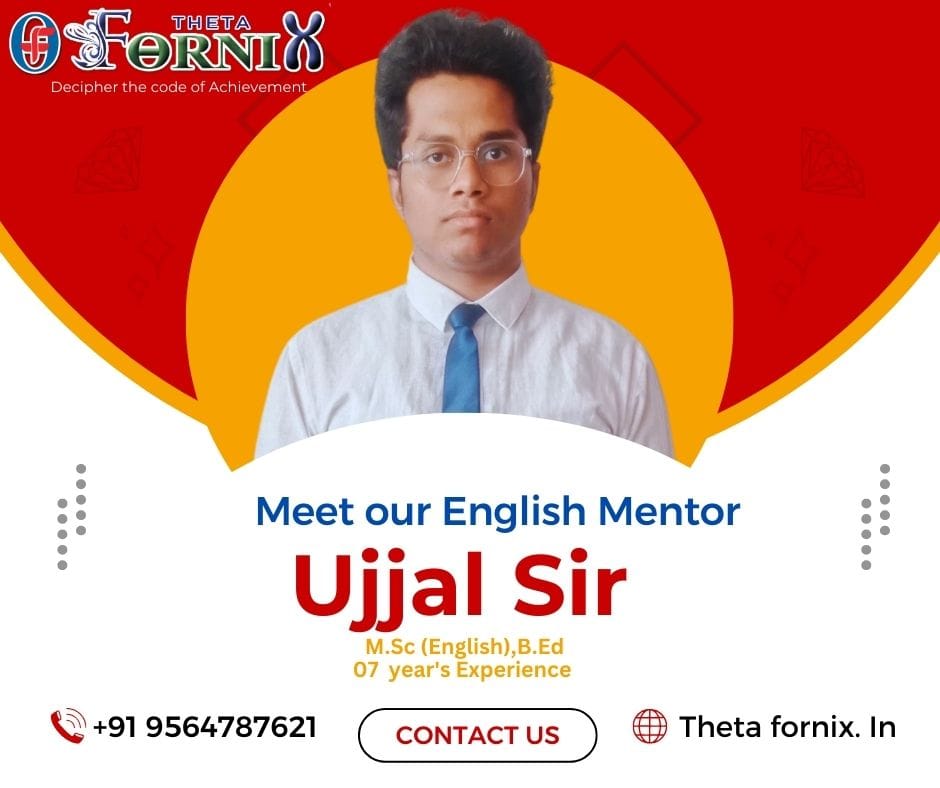 THETA
FORNIX
Decipher the code of Achievement
Meet our English Mentor
Ujjal Sir
M.Sc (English),B.Ed
07 year's Experience
+91 9564787621
CONTACT US
Theta fornix. In